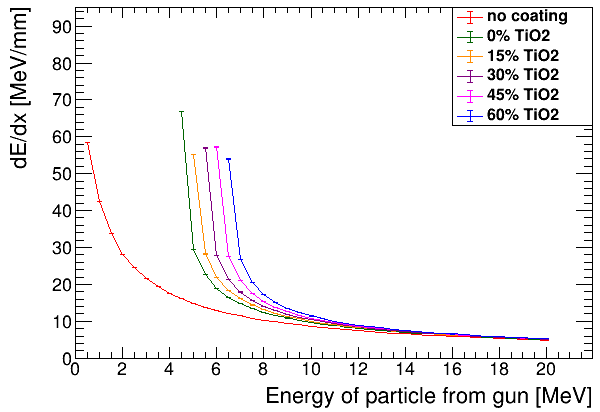 dE/dx [MeV/mm]
90
80
70
60
50
40
30
20
10
0
no coating
0% TiO2
15% TiO2
30% TiO2
45% TiO2
60% TiO2
0 2 4 6 8 10 12 14 16 18 20
Energy of particle from gun [MeV]